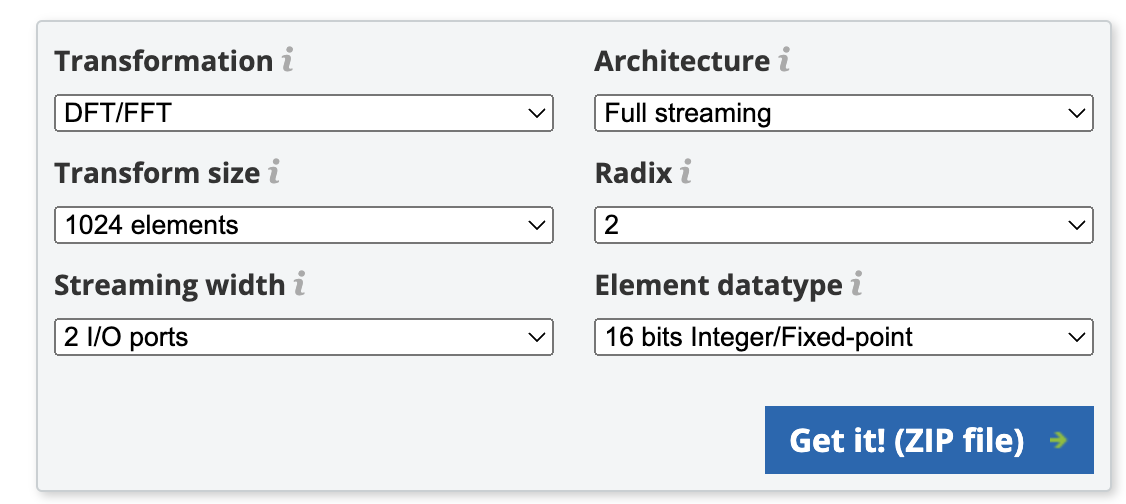 Transformation i
DFT/FFT
Transform size i
1024 elements
Streaming width i
2 I/O ports
Architecture i
Full streaming
Radix i
2
Element datatype i
16 bits Integer/Fixed-point
Get it! (ZIP file)